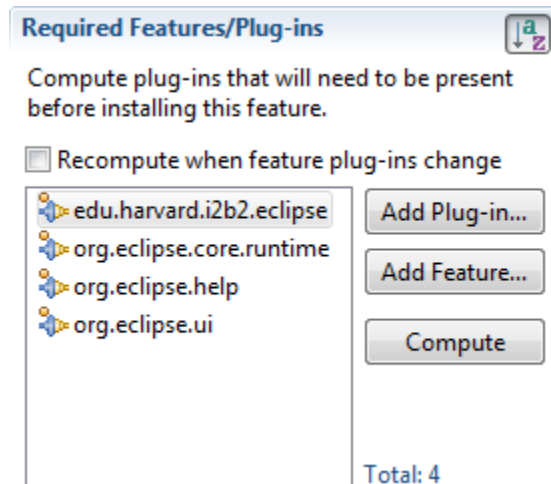 Required Features/Plug-ins
a
z
Compute plug-ins that will need to be present
before installing this feature.
Recompute when feature plug-ins change
edu.harvard.i2b2.eclipse
org.eclipse.core.runtime
org.eclipse.help
org.eclipse.ui
Add Plug-in...
Add Feature...
Compute
Total: 4